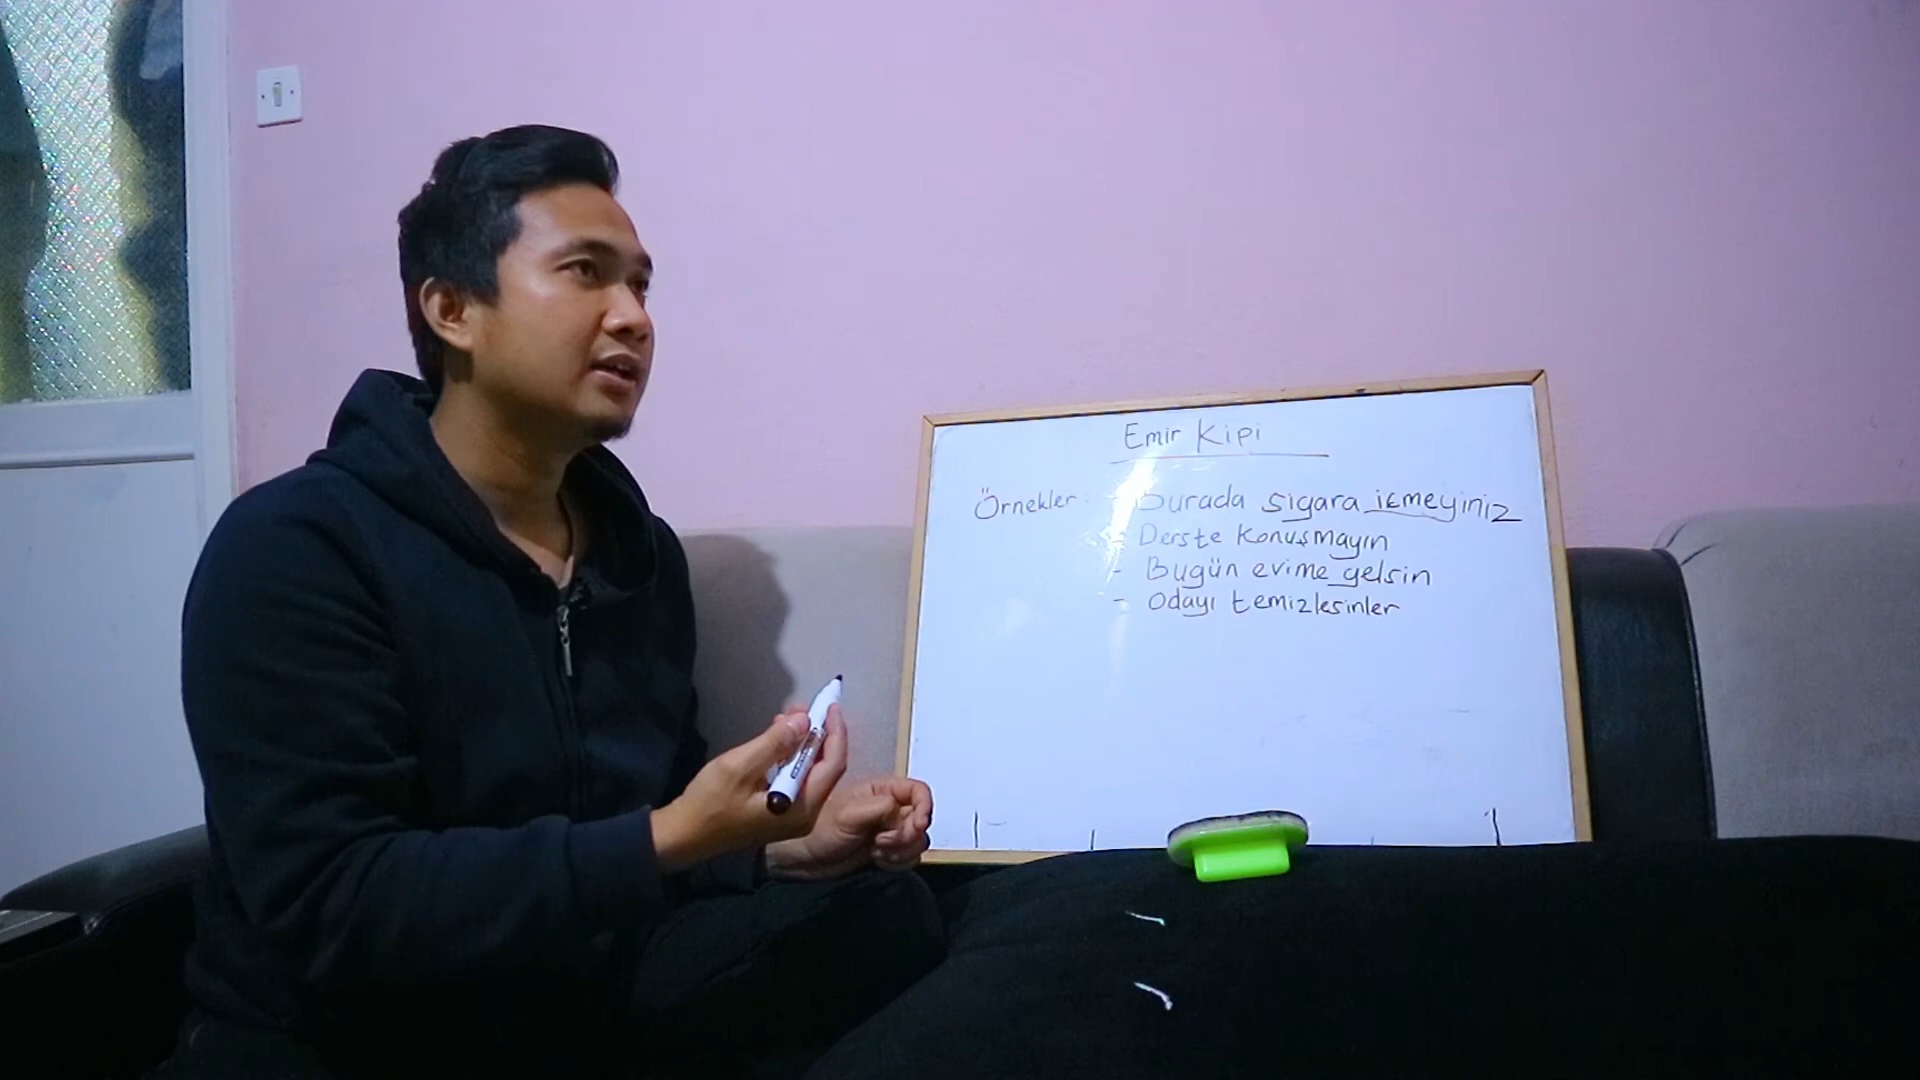 Emir Kipi
Örnekler: - Burada sigara içmeyiniz
- Derste konuşmayın
- Bugün evime gelsin
- Odayı temizlesinler